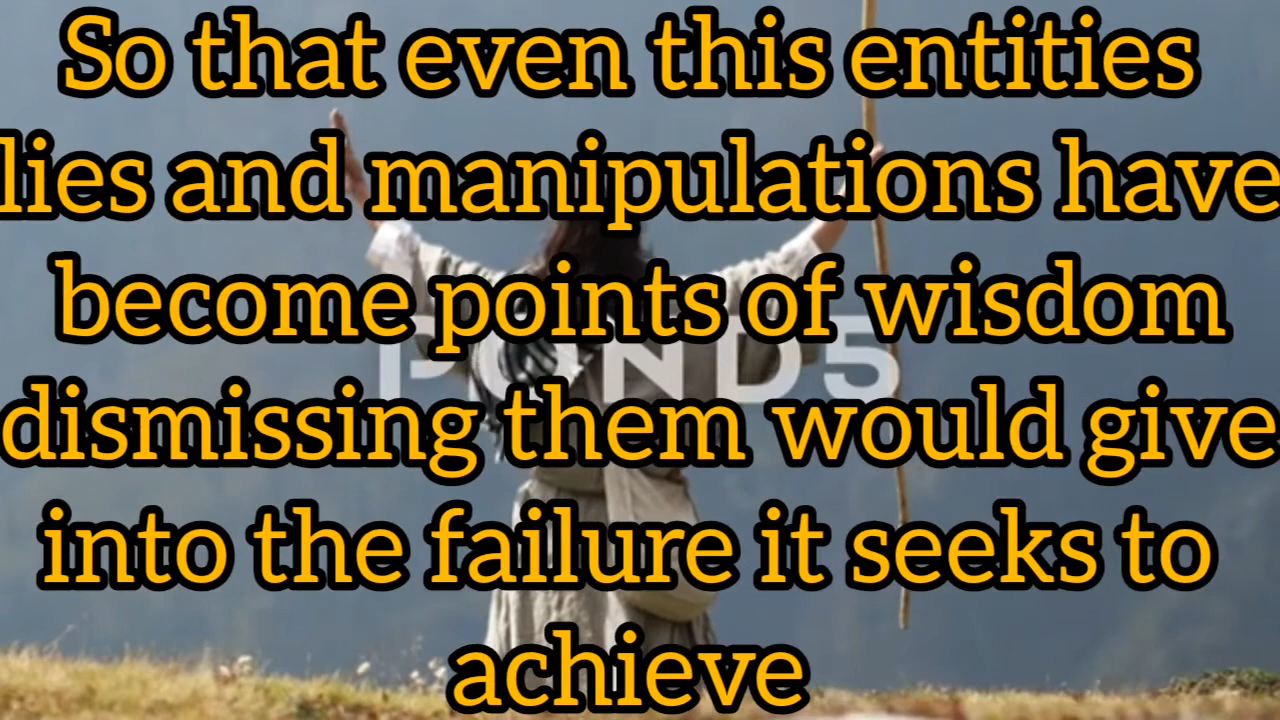 So that even this entities
lies and manipulations have
become points of wisdom
POND5
dismissing them would give
into the failure it seeks to
achieve